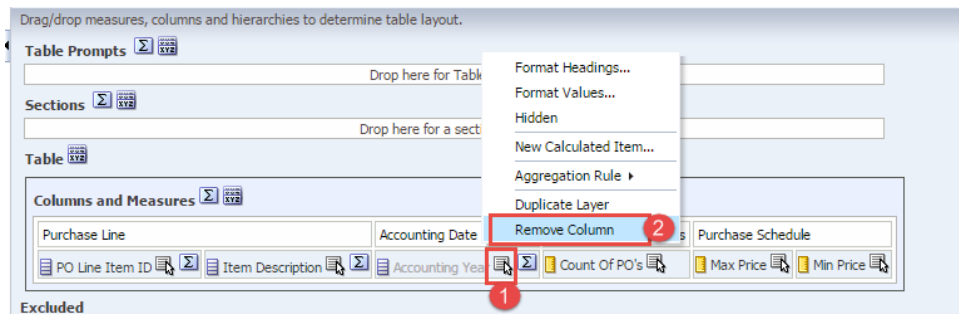 Drag/drop measures, columns and hierarchies to determine table layout.
Table Prompts
Drop here for Table
Sections
Drop here for a sect
Table
Columns and Measures
Purchase Line
Accounting Date
s
Purchase Schedule
PO Line Item ID
Item Description
Accounting Yea
Count Of PO's
Max Price
Min Price
Excluded
Format Headings...
Format Values...
Hidden
New Calculated Item...
Aggregation Rule
Duplicate Layer
Remove Column
2
1